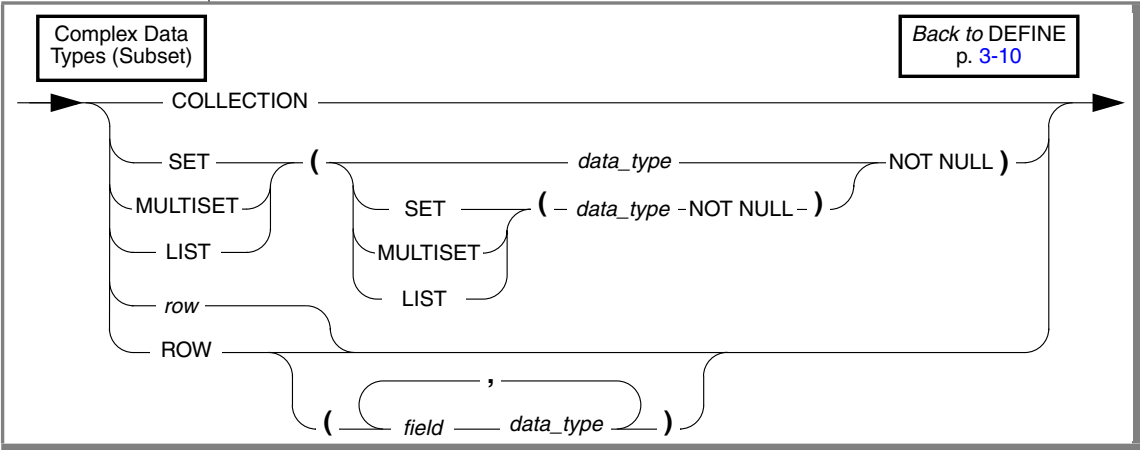 Complex Data
Types (Subset)
Back to DEFINE
p. 3-10
COLLECTION
SET ( data_type NOT NULL )
MULTISET SET ( data_type NOT NULL )
LIST MULTISET
LIST
row
ROW
,
( field data_type )